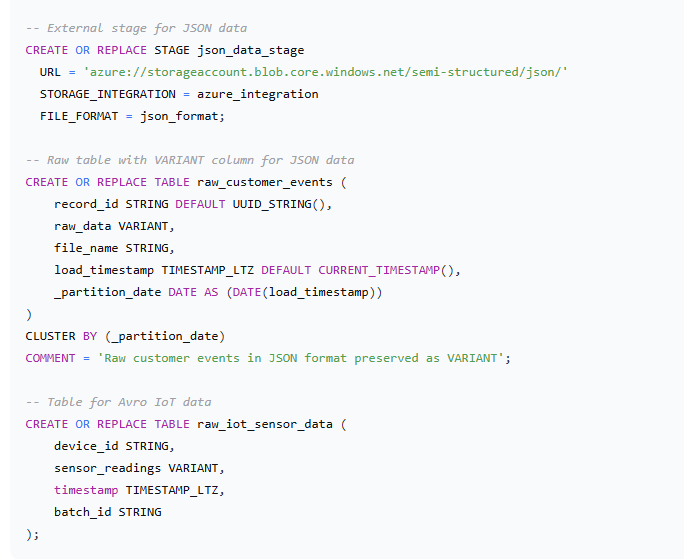 -- External stage for JSON data
CREATE OR REPLACE STAGE json_data_stage
  URL = 'azure://storageaccount.blob.core.windows.net/semi-structured/json/'
  STORAGE_INTEGRATION = azure_integration
  FILE_FORMAT = json_format;

-- Raw table with VARIANT column for JSON data
CREATE OR REPLACE TABLE raw_customer_events (
    record_id STRING DEFAULT UUID_STRING(),
    raw_data VARIANT,
    file_name STRING,
    load_timestamp TIMESTAMP_LTZ DEFAULT CURRENT_TIMESTAMP(),
    _partition_date DATE AS (DATE(load_timestamp))
)
CLUSTER BY (_partition_date)
COMMENT = 'Raw customer events in JSON format preserved as VARIANT';

-- Table for Avro IoT data
CREATE OR REPLACE TABLE raw_iot_sensor_data (
    device_id STRING,
    sensor_readings VARIANT,
    timestamp TIMESTAMP_LTZ,
    batch_id STRING
);